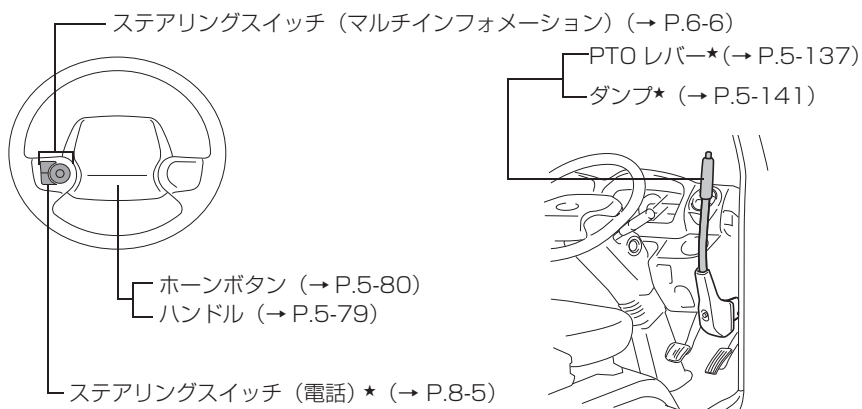 ステアリングスイッチ（マルチインフォメーション）（→ P.6-6）
PTO レバー★（→ P.5-137）
ダンプ★（→ P.5-141）
ホーンボタン（→ P.5-80）
ハンドル（→ P.5-79）
ステアリングスイッチ（電話）★（→ P.8-5）